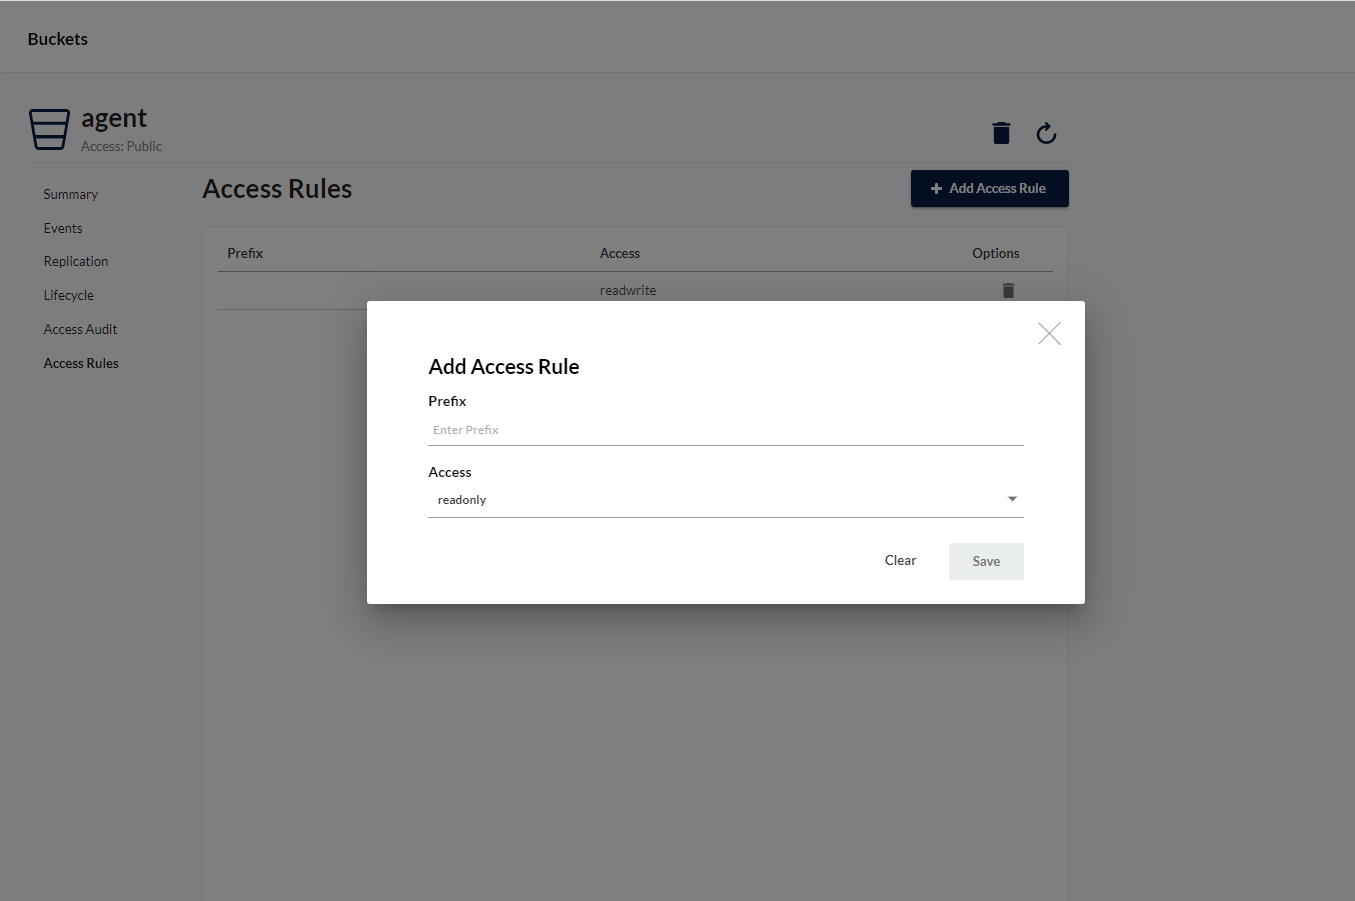 Buckets
agent
Access: Public
Summary
Events
Replication
Lifecycle
Access Audit
Access Rules
Access Rules
Add Access Rule
Prefix Access Options
readwrite
Add Access Rule
Prefix
Enter Prefix
Access
readonly
Clear Save